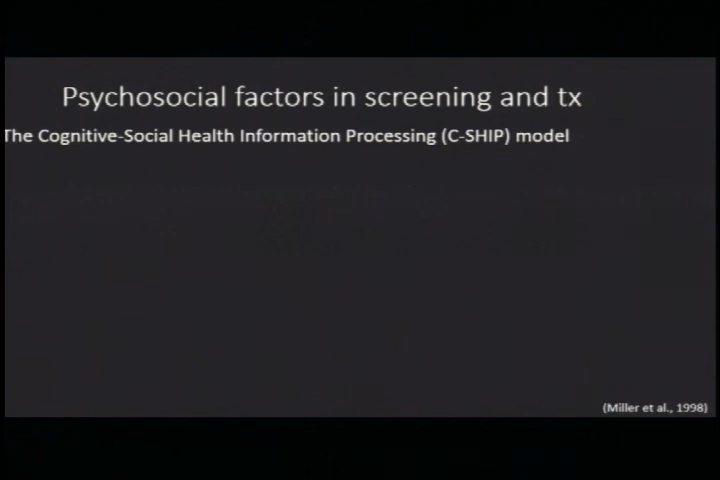 Psychosocial factors in screening and tx
The Cognitive-Social Health Information Processing (C-SHIP) model
(Miller et al., 1998)